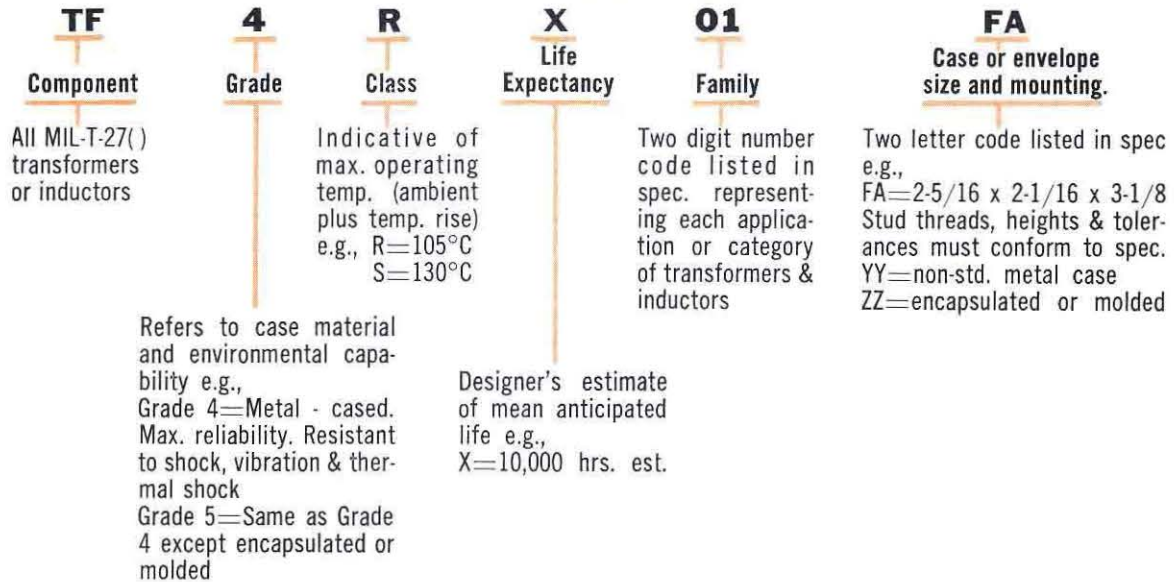 TF
4
R
X
01
FA
Component
Grade
Class
Life
Expectancy
Family
Case or envelope
size and mounting.
All MIL-T-27( )
transformers
or inductors
Refers to case material
and environmental capa-
bility e.g.,
Grade 4=Metal - cased.
Max. reliability. Resistant
to shock, vibration & ther-
mal shock
Grade 5=Same as Grade
4 except encapsulated or
molded
Indicative of
max. operating
temp. (ambient
plus temp. rise)
e.g., R=105°C
S=130°C
Designer's estimate
of mean anticipated
life e.g.,
X=10,000 hrs. est.
Two digit number
code listed in
spec. represent-
ing each applica-
tion or category
of transformers &
inductors
Two letter code listed in spec
e.g.,
FA=2-5/16 x 2-1/16 x 3-1/8
Stud threads, heights & toler-
ances must conform to spec.
YY=non-std. metal case
ZZ=encapsulated or molded